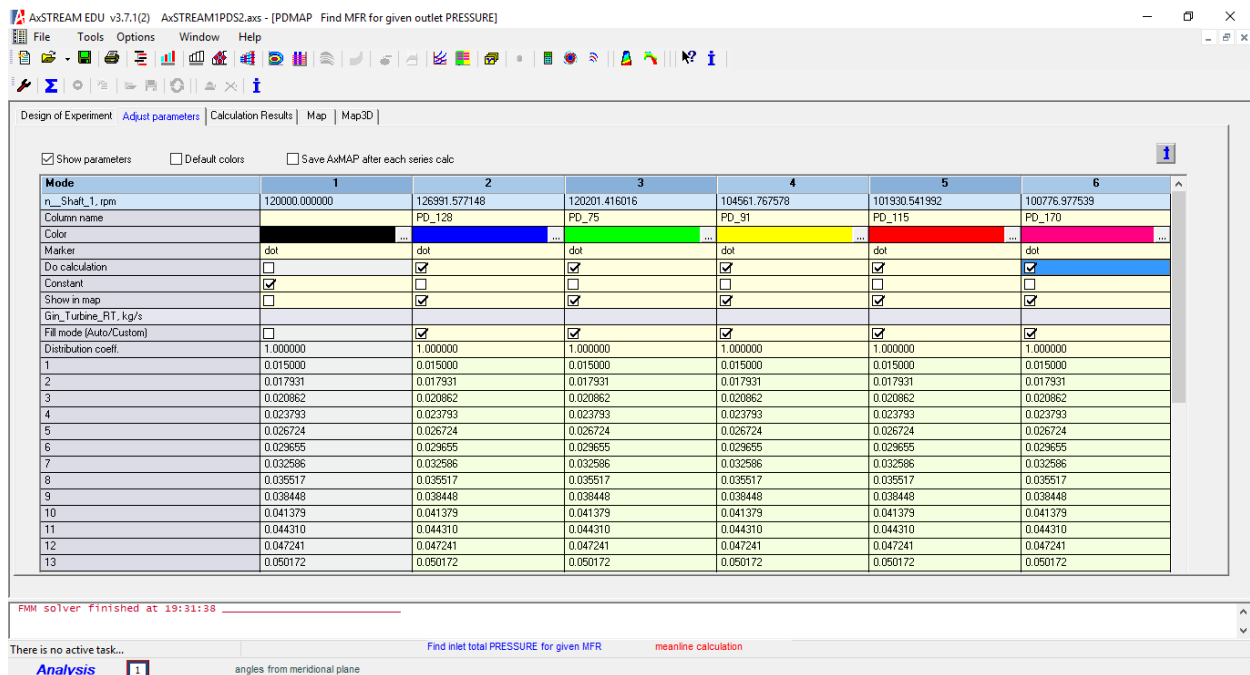 AxSTREAM EDU v3.7.1(2) AxSTREAM1PDS2.axs - [PDMAP Find MFR for given outlet PRESSURE]
File Tools Options Window Help
Design of Experiment Adjust parameters Calculation Results Map Map3D
Show parameters Default colors Save AxMAP after each series calc
Mode 1 2 3 4 5 6
n__Shaft_1, rpm 120000.000000 126991.577148 120201.416016 104561.767578 101930.541992 100776.977539
Column name PD_128 PD_75 PD_91 PD_115 PD_170
Color ... ... ... ... ... ...
Marker dot dot dot dot dot dot
Do calculation
Constant
Show in map
Gin_Turbine_RT, kg/s
Fill mode (Auto/Custom)
Distribution coeff. 1.000000 1.000000 1.000000 1.000000 1.000000 1.000000
1 0.015000 0.015000 0.015000 0.015000 0.015000 0.015000
2 0.017931 0.017931 0.017931 0.017931 0.017931 0.017931
3 0.020862 0.020862 0.020862 0.020862 0.020862 0.020862
4 0.023793 0.023793 0.023793 0.023793 0.023793 0.023793
5 0.026724 0.026724 0.026724 0.026724 0.026724 0.026724
6 0.029655 0.029655 0.029655 0.029655 0.029655 0.029655
7 0.032586 0.032586 0.032586 0.032586 0.032586 0.032586
8 0.035517 0.035517 0.035517 0.035517 0.035517 0.035517
9 0.038448 0.038448 0.038448 0.038448 0.038448 0.038448
10 0.041379 0.041379 0.041379 0.041379 0.041379 0.041379
11 0.044310 0.044310 0.044310 0.044310 0.044310 0.044310
12 0.047241 0.047241 0.047241 0.047241 0.047241 0.047241
13 0.050172 0.050172 0.050172 0.050172 0.050172 0.050172
FMM solver finished at 19:31:38 ________________________
There is no active task... Find inlet total PRESSURE for given MFR meanline calculation
Analysis 1 angles from meridional plane